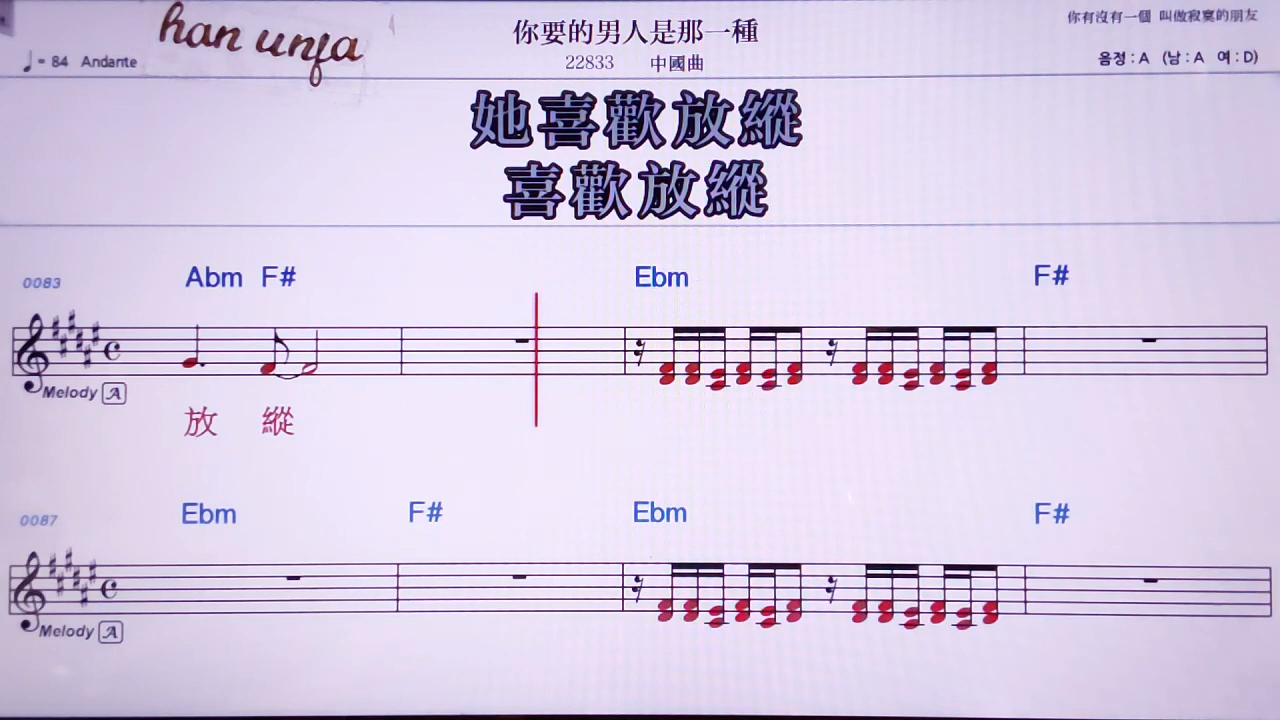 han unja
你要的男人是那一種
你有沒有一個 叫做寂寞的朋友
♩= 84 Andante
22833 中國曲
음정 : A (남 : A 여 : D)
她喜歡放縱
喜歡放縱
0083 Abm F# Ebm F#
Melody A
放 縱
0087 Ebm F# Ebm F#
Melody A